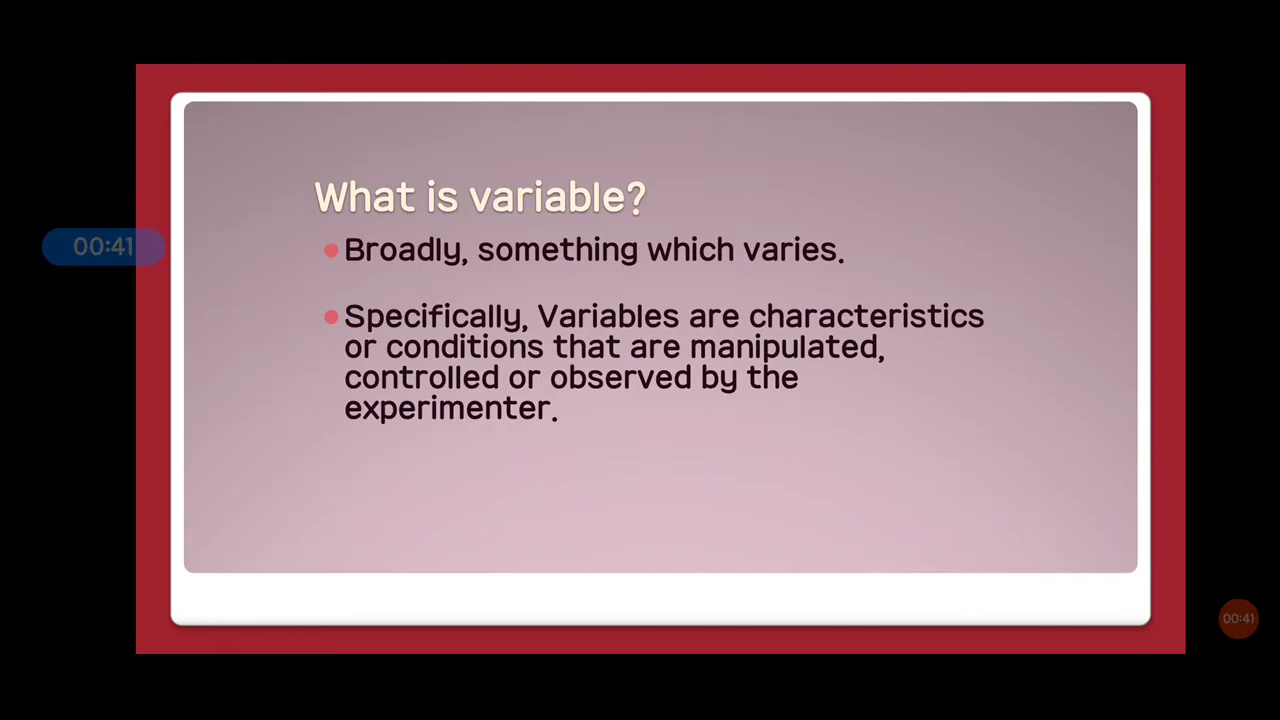 What is variable?
Broadly, something which varies.
00:41
Specifically, Variables are characteristics
or conditions that are manipulated,
controlled or observed by the
experimenter.
00:41